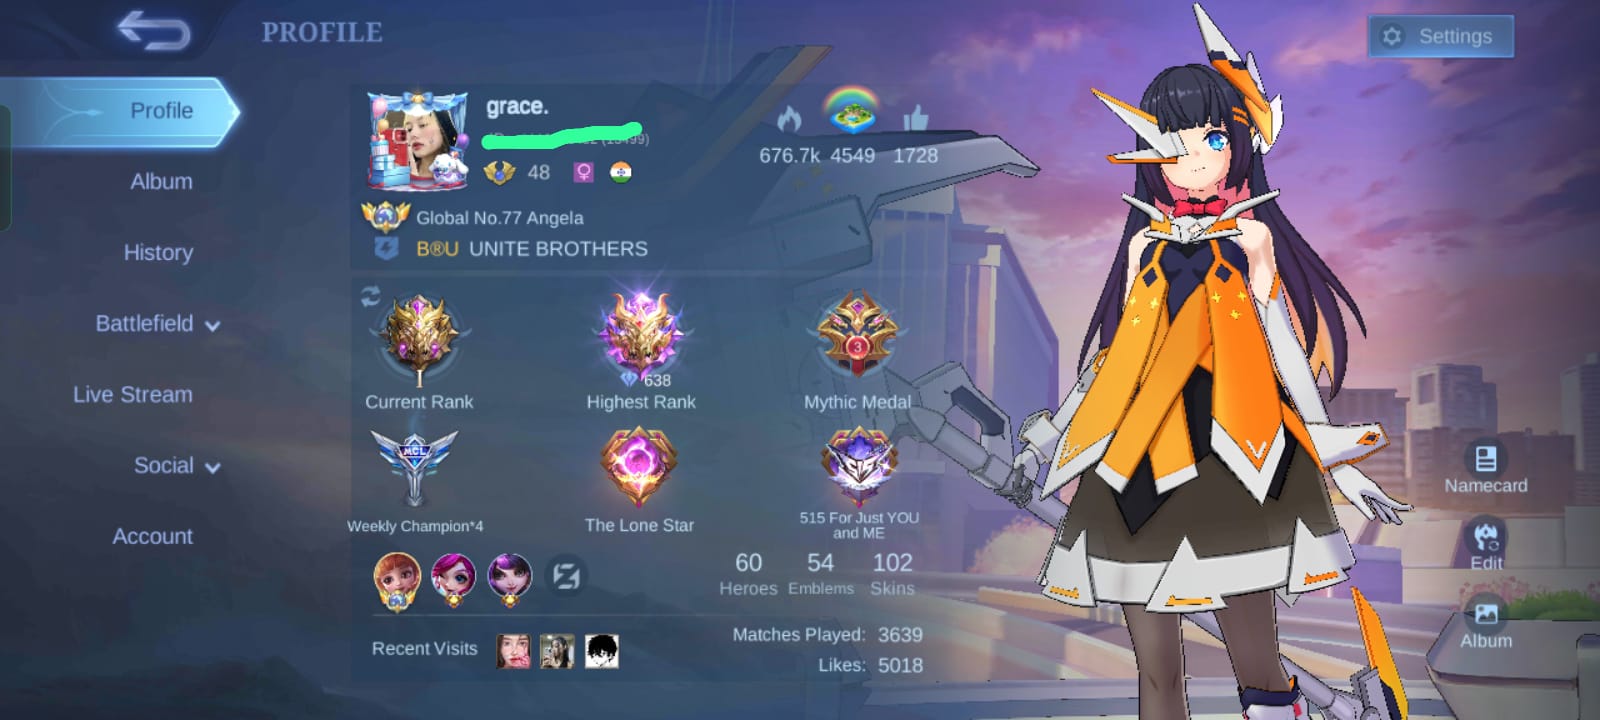 PROFILE
Settings
Profile
Album
History
Battlefield
Live Stream
Social
Account
grace.
48
676.7k 4549 1728
Global No.77 Angela
B®U UNITE BROTHERS
638
3
Current Rank
Highest Rank
Mythic Medal
MCL
515
Weekly Champion*4
The Lone Star
515 For Just YOU
and ME
60 54 102
Heroes Emblems Skins
Matches Played: 3639
Likes: 5018
Recent Visits
Namecard
Edit
Album